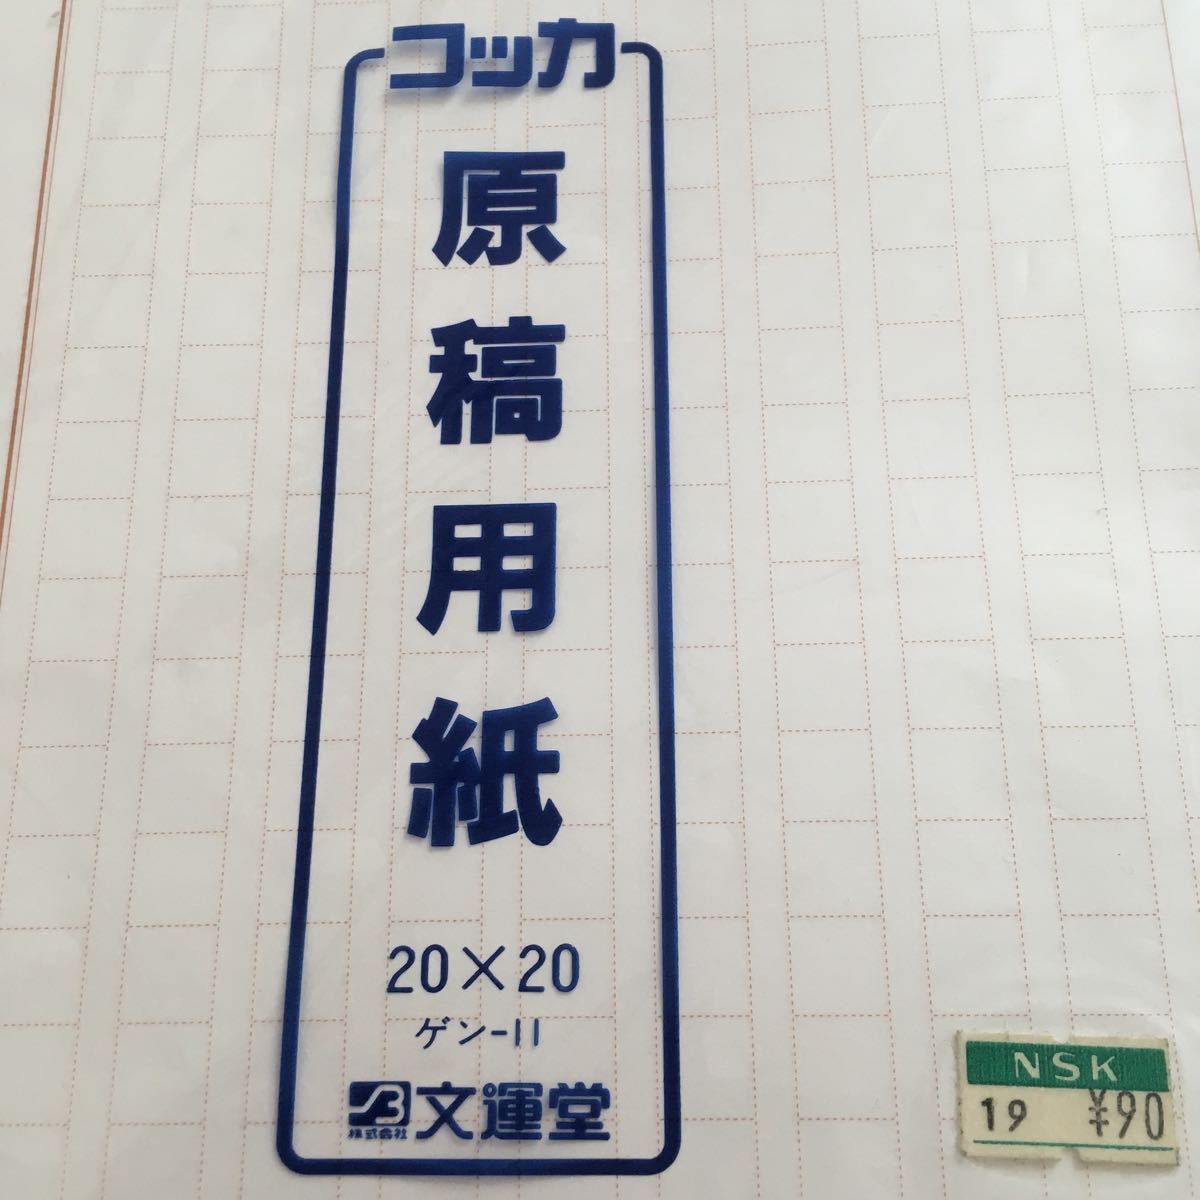 コッカ
原稿用紙
20×20
ゲン-11
株式会社 文運堂
NSK
19 ¥90